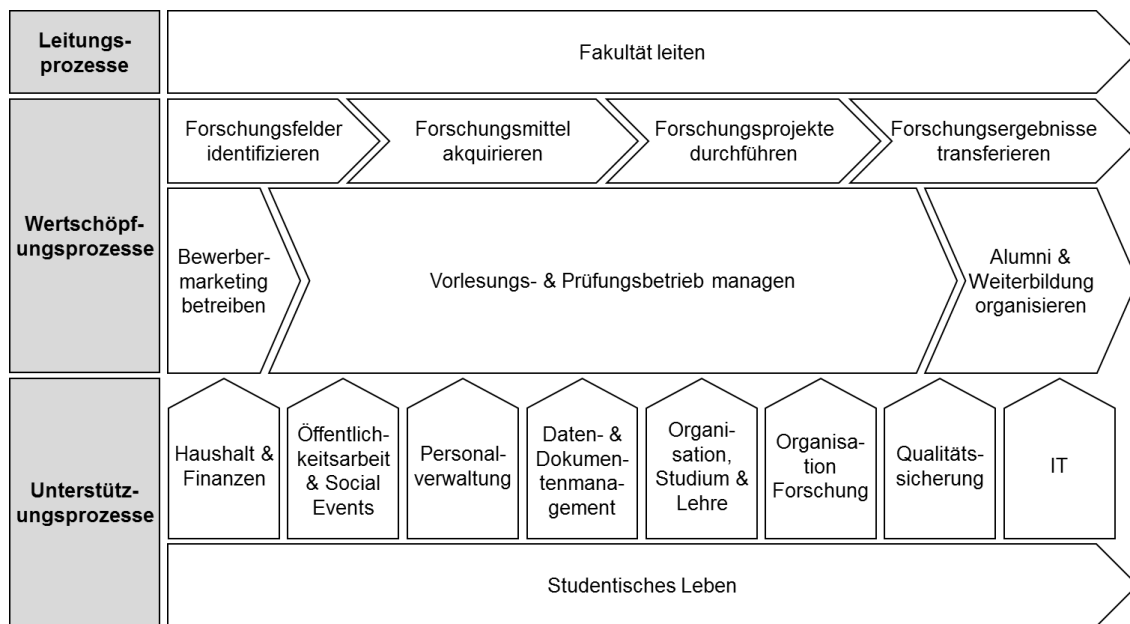 Leitungs-
prozesse
Fakultät leiten
Wertschöpf-
ungsprozesse
Forschungsfelder
identifizieren
Forschungsmittel
akquirieren
Forschungsprojekte
durchführen
Forschungsergebnisse
transferieren
Bewerber-
marketing
betreiben
Vorlesungs- & Prüfungsbetrieb managen
Alumni &
Weiterbildung
organisieren
Unterstütz-
ungsprozesse
Haushalt &
Finanzen
Öffentlich-
keitsarbeit
& Social
Events
Personal-
verwaltung
Daten- &
Dokumen-
tenmana-
gement
Organi-
sation,
Studium &
Lehre
Organisa-
tion
Forschung
Qualitäts-
sicherung
IT
Studentisches Leben